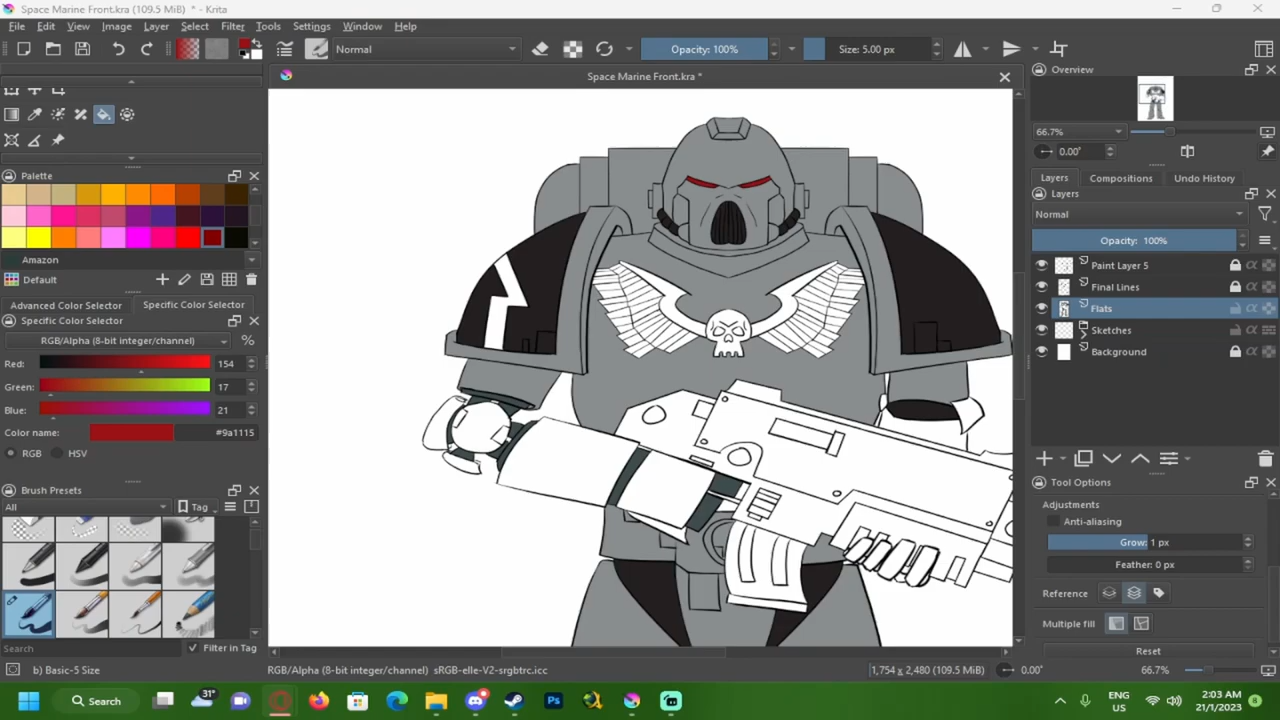 Space Marine Front.kra (109.5 MiB) * - Krita
File Edit View Image Layer Select Filter Tools Settings Window Help
Normal Opacity: 100% Size: 5.00 px
Space Marine Front.kra *
Overview
66.7%
0.00°
Layers Compositions Undo History
Layers
Normal
Opacity: 100%
Paint Layer 5
Final Lines
Flats
Sketches
Background
Tool Options
Adjustments
Anti-aliasing
Grow: 1 px
Feather: 0 px
Reference
Multiple fill
Reset
Palette
Amazon
Default
Advanced Color Selector Specific Color Selector
Specific Color Selector
RGB/Alpha (8-bit integer/channel) %
Red: 154
Green: 17
Blue: 21
Color name: #9a1115
RGB HSV
Brush Presets
All Tag
Search Filter in Tag
b) Basic-5 Size RGB/Alpha (8-bit integer/channel) sRGB-elle-V2-srgbtrc.icc 1,754 x 2,480 (109.5 MiB) 0.00° 66.7%
Search 31° Ps ENG US 2:03 AM 21/1/2023 8